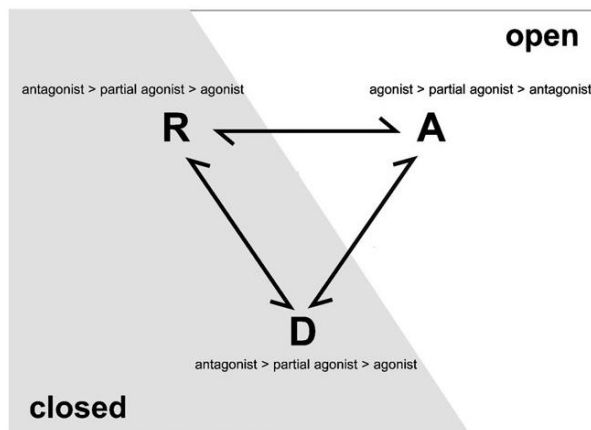 open
antagonist > partial agonist > agonist
agonist > partial agonist > antagonist
R
A
D
antagonist > partial agonist > agonist
closed